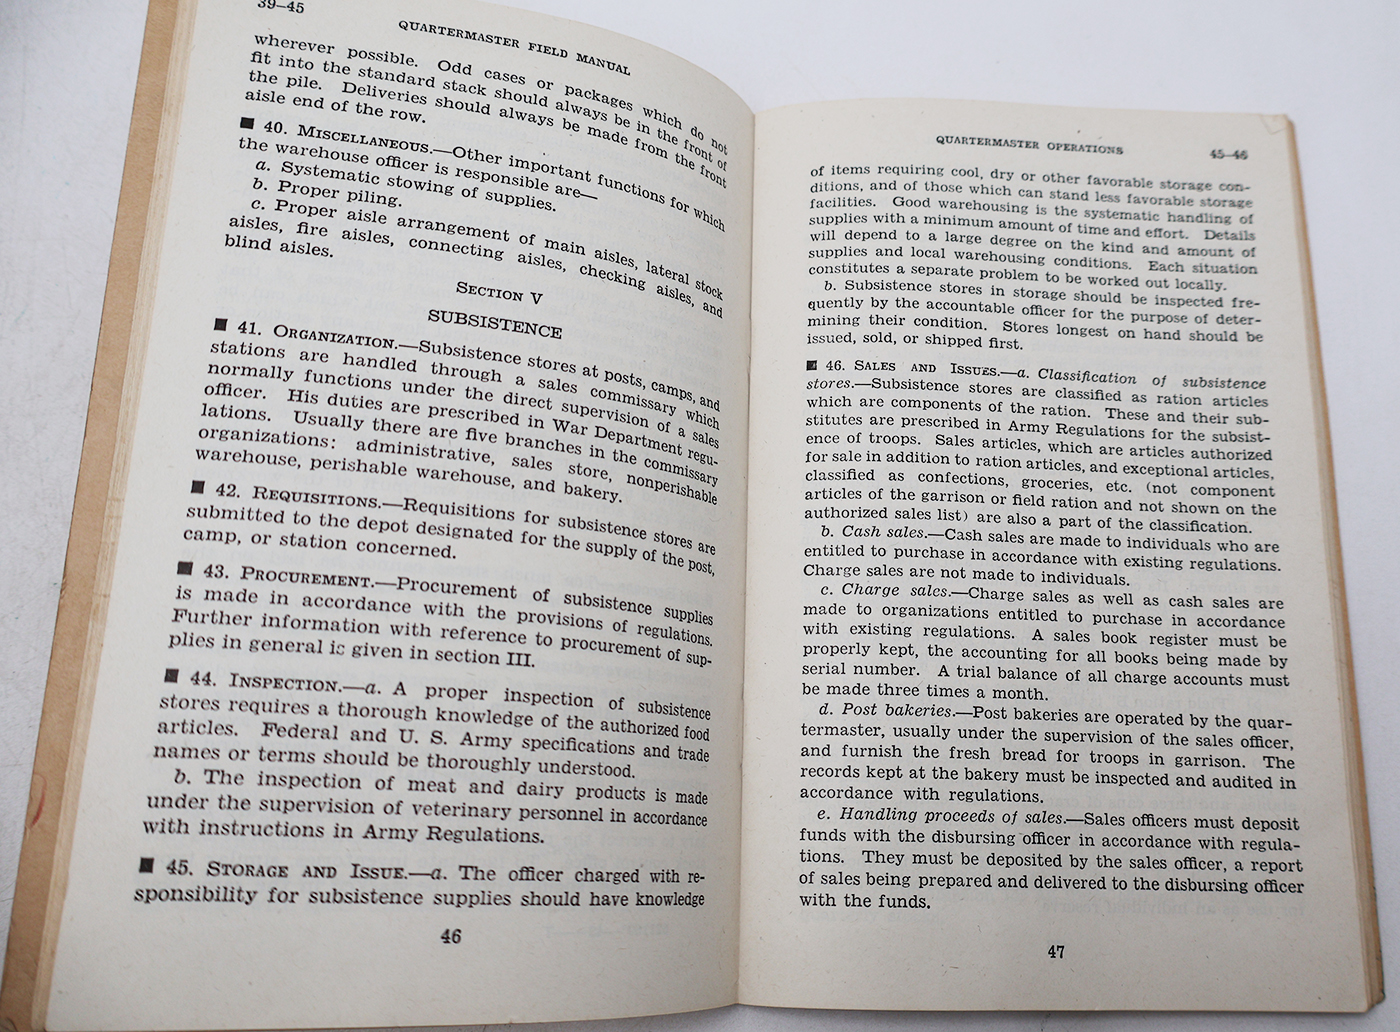 39–45
QUARTERMASTER FIELD MANUAL
wherever possible. Odd cases or packages which do not
fit into the standard stack should always be in the front of
the pile. Deliveries should always be made from the front
aisle end of the row.
■ 40. MISCELLANEOUS.—Other important functions for which
the warehouse officer is responsible are—
a. Systematic stowing of supplies.
b. Proper piling.
c. Proper aisle arrangement of main aisles, lateral stock
aisles, fire aisles, connecting aisles, checking aisles, and
blind aisles.
SECTION V
SUBSISTENCE
■ 41. ORGANIZATION.—Subsistence stores at posts, camps, and
stations are handled through a sales commissary which
normally functions under the direct supervision of a sales
officer. His duties are prescribed in War Department regu-
lations. Usually there are five branches in the commissary
organizations: administrative, sales store, nonperishable
warehouse, perishable warehouse, and bakery.
■ 42. REQUISITIONS.—Requisitions for subsistence stores are
submitted to the depot designated for the supply of the post,
camp, or station concerned.
■ 43. PROCUREMENT.—Procurement of subsistence supplies
is made in accordance with the provisions of regulations.
Further information with reference to procurement of sup-
plies in general is given in section III.
■ 44. INSPECTION.—a. A proper inspection of subsistence
stores requires a thorough knowledge of the authorized food
articles. Federal and U. S. Army specifications and trade
names or terms should be thoroughly understood.
b. The inspection of meat and dairy products is made
under the supervision of veterinary personnel in accordance
with instructions in Army Regulations.
■ 45. STORAGE AND ISSUE.—a. The officer charged with re-
sponsibility for subsistence supplies should have knowledge
46
QUARTERMASTER OPERATIONS
45–46
of items requiring cool, dry or other favorable storage con-
ditions, and of those which can stand less favorable storage
facilities. Good warehousing is the systematic handling of
supplies with a minimum amount of time and effort. Details
will depend to a large degree on the kind and amount of
supplies and local warehousing conditions. Each situation
constitutes a separate problem to be worked out locally.
b. Subsistence stores in storage should be inspected fre-
quently by the accountable officer for the purpose of deter-
mining their condition. Stores longest on hand should be
issued, sold, or shipped first.
■ 46. SALES AND ISSUES.—a. Classification of subsistence
stores.—Subsistence stores are classified as ration articles
which are components of the ration. These and their sub-
stitutes are prescribed in Army Regulations for the subsist-
ence of troops. Sales articles, which are articles authorized
for sale in addition to ration articles, and exceptional articles,
classified as confections, groceries, etc. (not component
articles of the garrison or field ration and not shown on the
authorized sales list) are also a part of the classification.
b. Cash sales.—Cash sales are made to individuals who are
entitled to purchase in accordance with existing regulations.
Charge sales are not made to individuals.
c. Charge sales.—Charge sales as well as cash sales are
made to organizations entitled to purchase in accordance
with existing regulations. A sales book register must be
properly kept, the accounting for all books being made by
serial number. A trial balance of all charge accounts must
be made three times a month.
d. Post bakeries.—Post bakeries are operated by the quar-
termaster, usually under the supervision of the sales officer,
and furnish the fresh bread for troops in garrison. The
records kept at the bakery must be inspected and audited in
accordance with regulations.
e. Handling proceeds of sales.—Sales officers must deposit
funds with the disbursing officer in accordance with regula-
tions. They must be deposited by the sales officer, a report
of sales being prepared and delivered to the disbursing officer
with the funds.
47